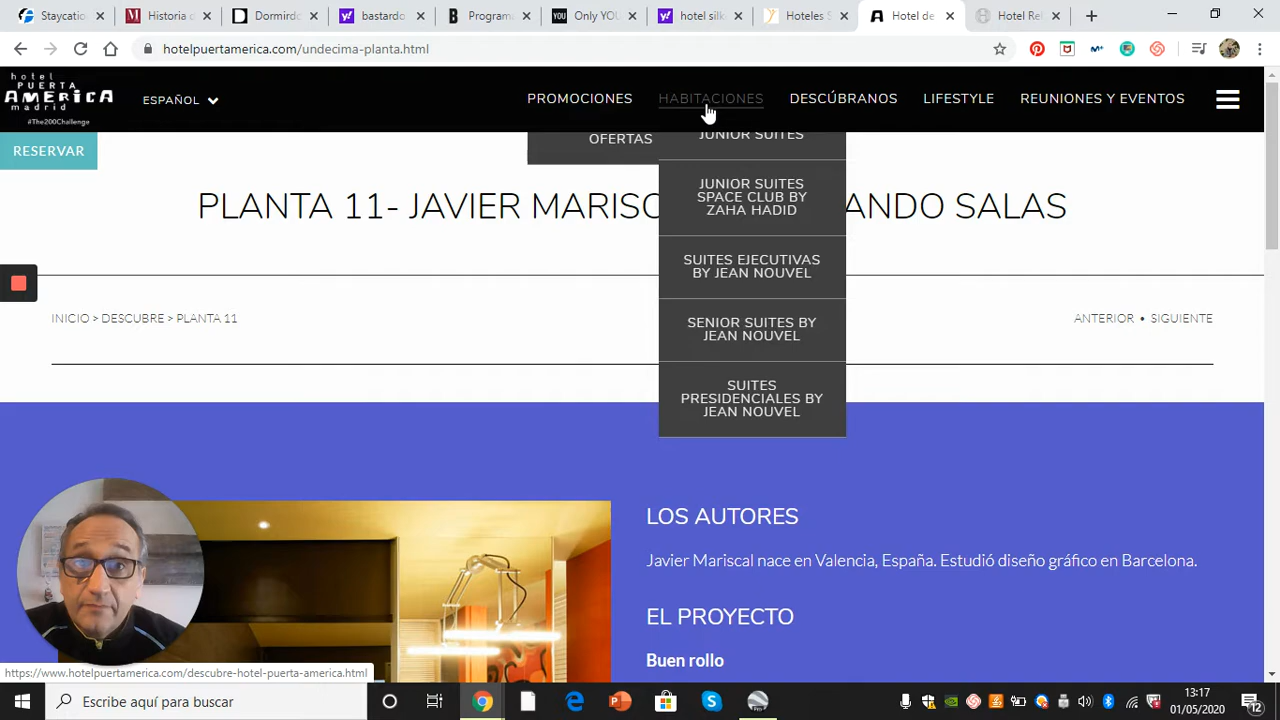 Staycatio
Historia d
Dormirdo
bastardo
Program
Only YOU
hotel silk
Hoteles S
Hotel de
Hotel Rei
hotelpuertamerica.com/undecima-planta.html
hotel
PUERTA
AMERICA
madrid
#The200Challenge
ESPAÑOL
PROMOCIONES
HABITACIONES
DESCÚBRANOS
LIFESTYLE
REUNIONES Y EVENTOS
RESERVAR
OFERTAS
JUNIOR SUITES
JUNIOR SUITES
SPACE CLUB BY
ZAHA HADID
SUITES EJECUTIVAS
BY JEAN NOUVEL
SENIOR SUITES BY
JEAN NOUVEL
SUITES
PRESIDENCIALES BY
JEAN NOUVEL
PLANTA 11- JAVIER MARISC ANDO SALAS
INICIO > DESCUBRE > PLANTA 11
ANTERIOR • SIGUIENTE
LOS AUTORES
Javier Mariscal nace en Valencia, España. Estudió diseño gráfico en Barcelona.
EL PROYECTO
Buen rollo
https://www.hotelpuertamerica.com/descubre-hotel-puerta-america.html
Escribe aquí para buscar
13:17
01/05/2020
12